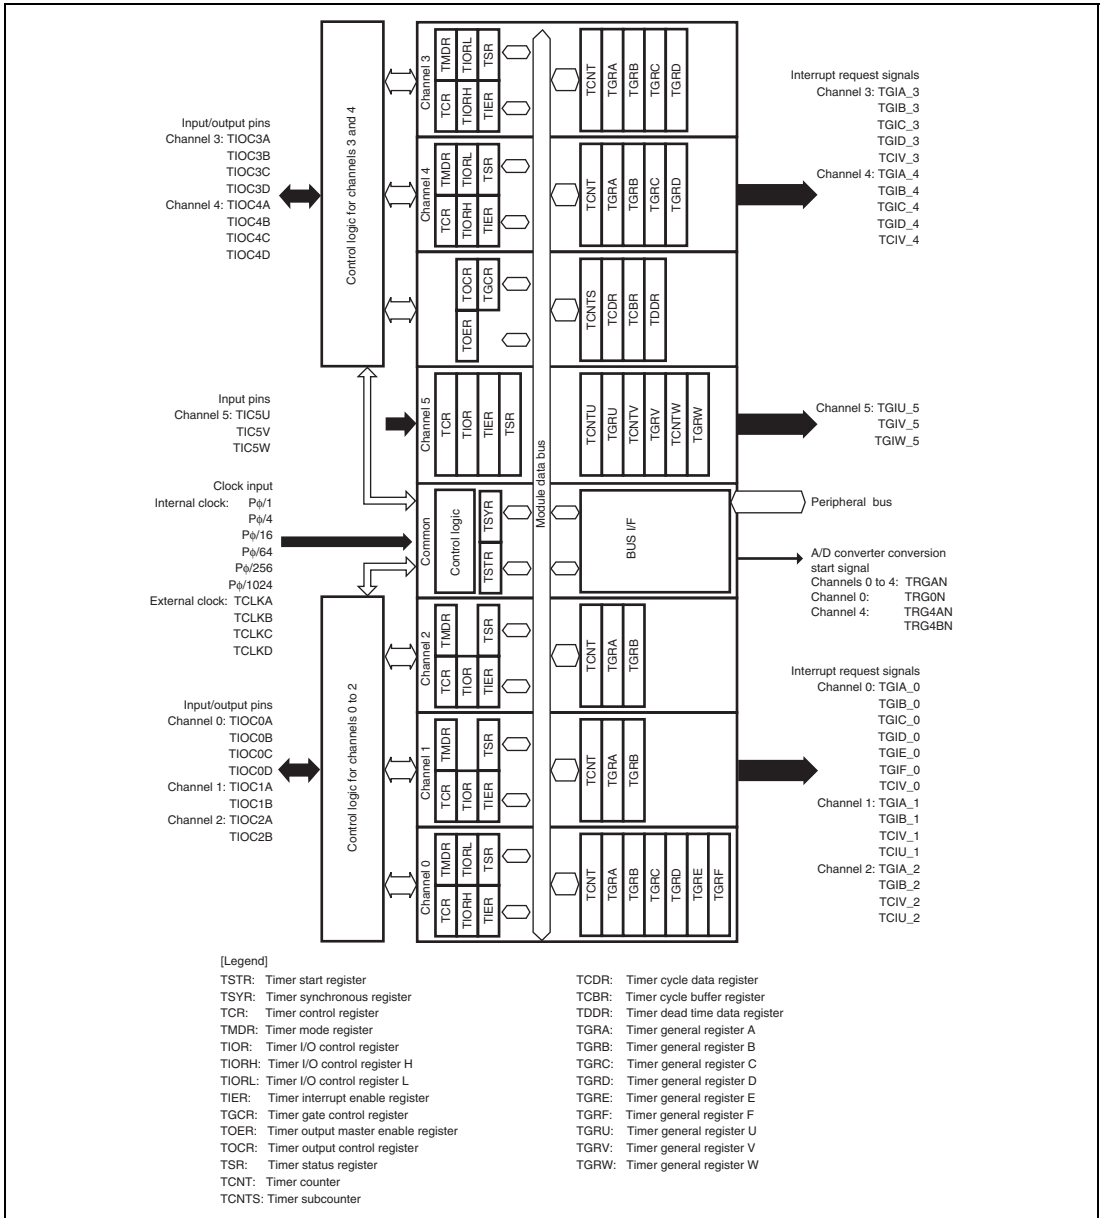 Input/output pins
Channel 3: TIOC3A
TIOC3B
TIOC3C
TIOC3D
Channel 4: TIOC4A
TIOC4B
TIOC4C
TIOC4D
Input pins
Channel 5: TIC5U
TIC5V
TIC5W
Clock input
Internal clock: Pϕ/1
Pϕ/4
Pϕ/16
Pϕ/64
Pϕ/256
Pϕ/1024
External clock: TCLKA
TCLKB
TCLKC
TCLKD
Input/output pins
Channel 0: TIOC0A
TIOC0B
TIOC0C
TIOC0D
Channel 1: TIOC1A
TIOC1B
Channel 2: TIOC2A
TIOC2B
Control logic for channels 3 and 4
Control logic for channels 0 to 2
Channel 3
TMDR
TIORL
TSR
TCR
TIORH
TIER
TCNT
TGRA
TGRB
TGRC
TGRD
Channel 4
TMDR
TIORL
TSR
TCR
TIORH
TIER
TCNT
TGRA
TGRB
TGRC
TGRD
TOCR
TGCR
TOER
TCNTS
TCDR
TCBR
TDDR
Channel 5
TCR
TIOR
TIER
TSR
TCNTU
TGRU
TCNTV
TGRV
TCNTW
TGRW
Module data bus
Common
Control logic
TSYR
TSTR
BUS I/F
Channel 2
TMDR
TSR
TCR
TIOR
TIER
TCNT
TGRA
TGRB
Channel 1
TMDR
TSR
TCR
TIOR
TIER
TCNT
TGRA
TGRB
Channel 0
TMDR
TIORL
TSR
TCR
TIORH
TIER
TCNT
TGRA
TGRB
TGRC
TGRD
TGRE
TGRF
Interrupt request signals
Channel 3: TGIA_3
TGIB_3
TGIC_3
TGID_3
TCIV_3
Channel 4: TGIA_4
TGIB_4
TGIC_4
TGID_4
TCIV_4
Channel 5: TGIU_5
TGIV_5
TGIW_5
Peripheral bus
A/D converter conversion
start signal
Channels 0 to 4: TRGAN
Channel 0: TRG0N
Channel 4: TRG4AN
TRG4BN
Interrupt request signals
Channel 0: TGIA_0
TGIB_0
TGIC_0
TGID_0
TGIE_0
TGIF_0
TCIV_0
Channel 1: TGIA_1
TGIB_1
TCIV_1
TCIU_1
Channel 2: TGIA_2
TGIB_2
TCIV_2
TCIU_2
[Legend]
TSTR: Timer start register
TSYR: Timer synchronous register
TCR: Timer control register
TMDR: Timer mode register
TIOR: Timer I/O control register
TIORH: Timer I/O control register H
TIORL: Timer I/O control register L
TIER: Timer interrupt enable register
TGCR: Timer gate control register
TOER: Timer output master enable register
TOCR: Timer output control register
TSR: Timer status register
TCNT: Timer counter
TCNTS: Timer subcounter
TCDR: Timer cycle data register
TCBR: Timer cycle buffer register
TDDR: Timer dead time data register
TGRA: Timer general register A
TGRB: Timer general register B
TGRC: Timer general register C
TGRD: Timer general register D
TGRE: Timer general register E
TGRF: Timer general register F
TGRU: Timer general register U
TGRV: Timer general register V
TGRW: Timer general register W